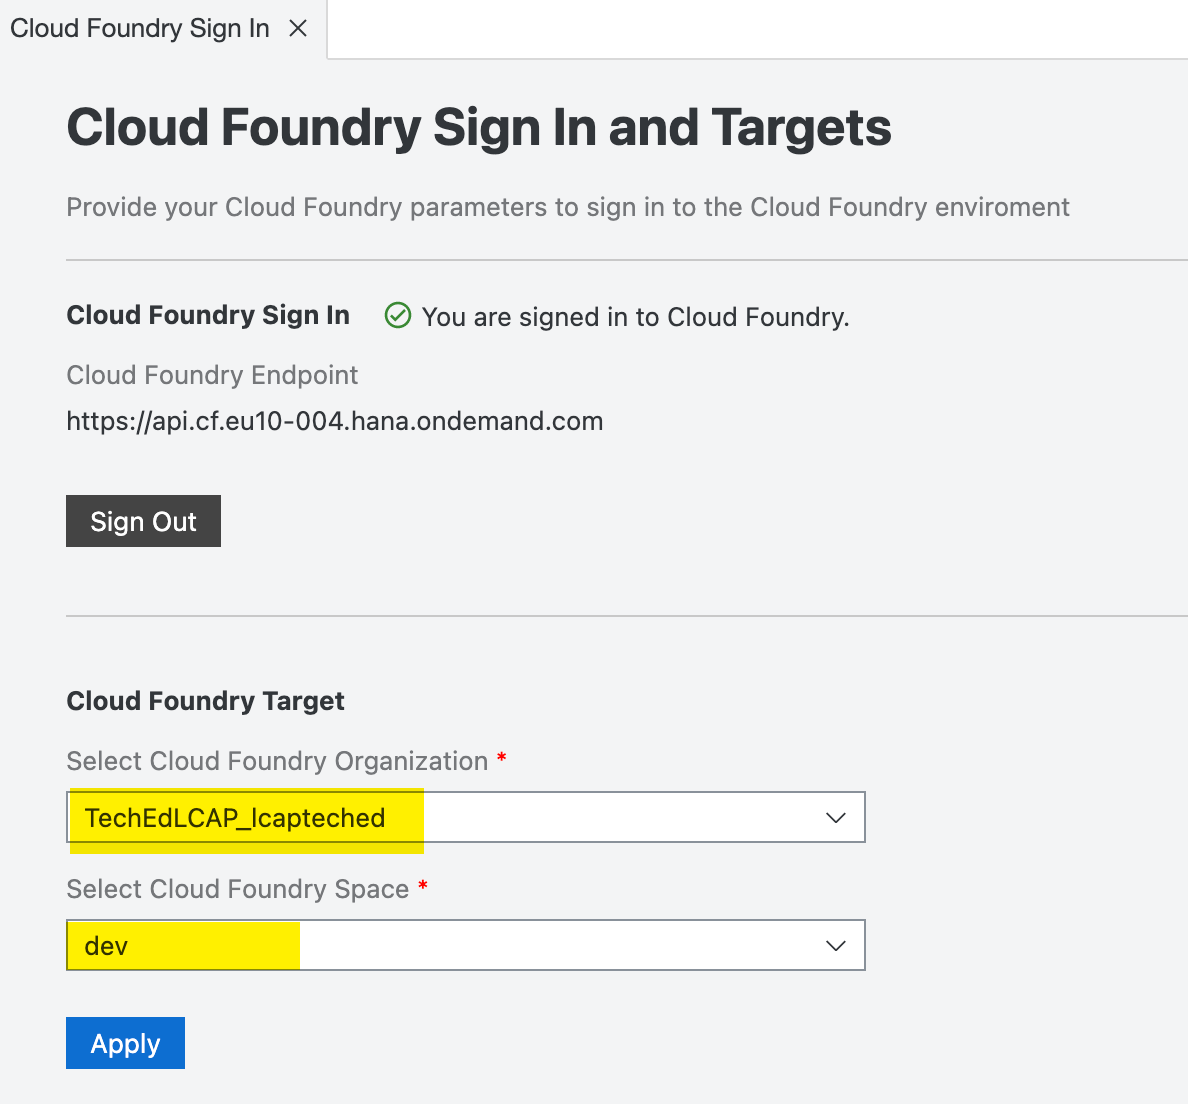 Cloud Foundry Sign In
Cloud Foundry Sign In and Targets
Provide your Cloud Foundry parameters to sign in to the Cloud Foundry enviroment
Cloud Foundry Sign In You are signed in to Cloud Foundry.
Cloud Foundry Endpoint
https://api.cf.eu10-004.hana.ondemand.com
Sign Out
Cloud Foundry Target
Select Cloud Foundry Organization *
TechEdLCAP_lcapteched
Select Cloud Foundry Space *
dev
Apply